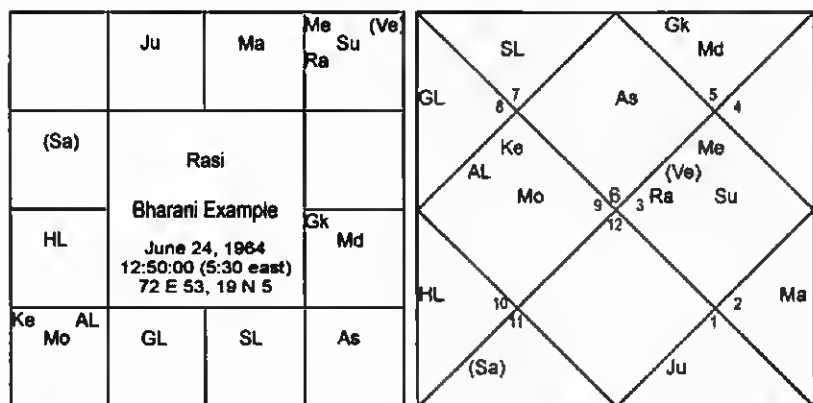 Ju Ma Me (Ve)
Su
Ra
(Sa)
Rasi
Bharani Example
June 24, 1964
12:50:00 (5:30 east)
72 E 53, 19 N 5
HL Gk
Md
Ke AL
Mo GL SL As
Gk
SL Md
GL As
7 5
8 4
Ke Me
AL (Ve)
Mo 9 6 3 Ra Su
12
HL 10 2 Ma
11 1
(Sa) Ju